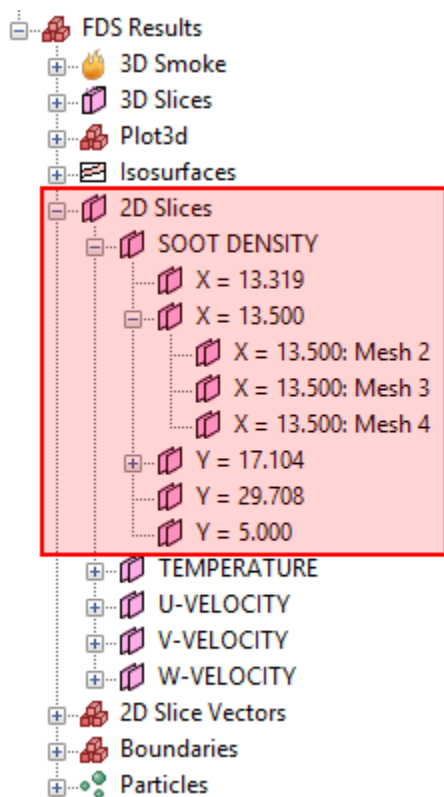 FDS Results
3D Smoke
3D Slices
Plot3d
Isosurfaces
2D Slices
SOOT DENSITY
X = 13.319
X = 13.500
X = 13.500: Mesh 2
X = 13.500: Mesh 3
X = 13.500: Mesh 4
Y = 17.104
Y = 29.708
Y = 5.000
TEMPERATURE
U-VELOCITY
V-VELOCITY
W-VELOCITY
2D Slice Vectors
Boundaries
Particles